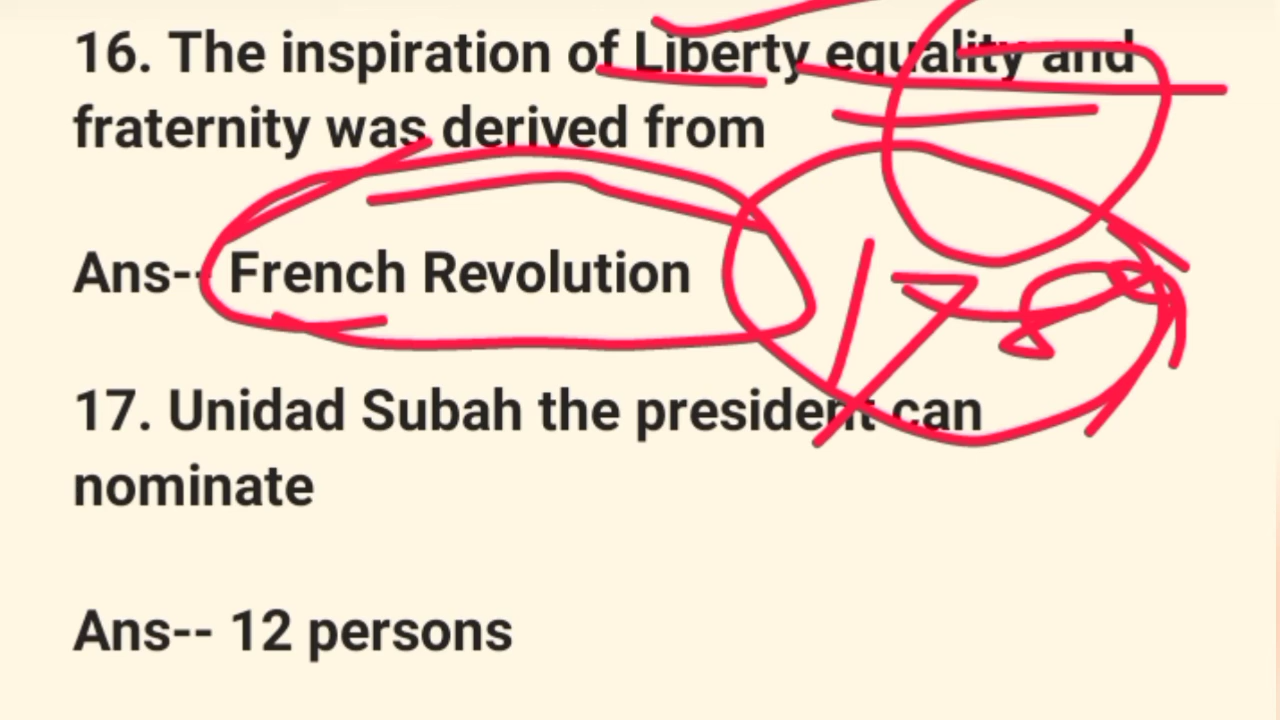 16. The inspiration of Liberty equality and
fraternity was derived from
Ans-- French Revolution
17. Unidad Subah the president can
nominate
Ans-- 12 persons